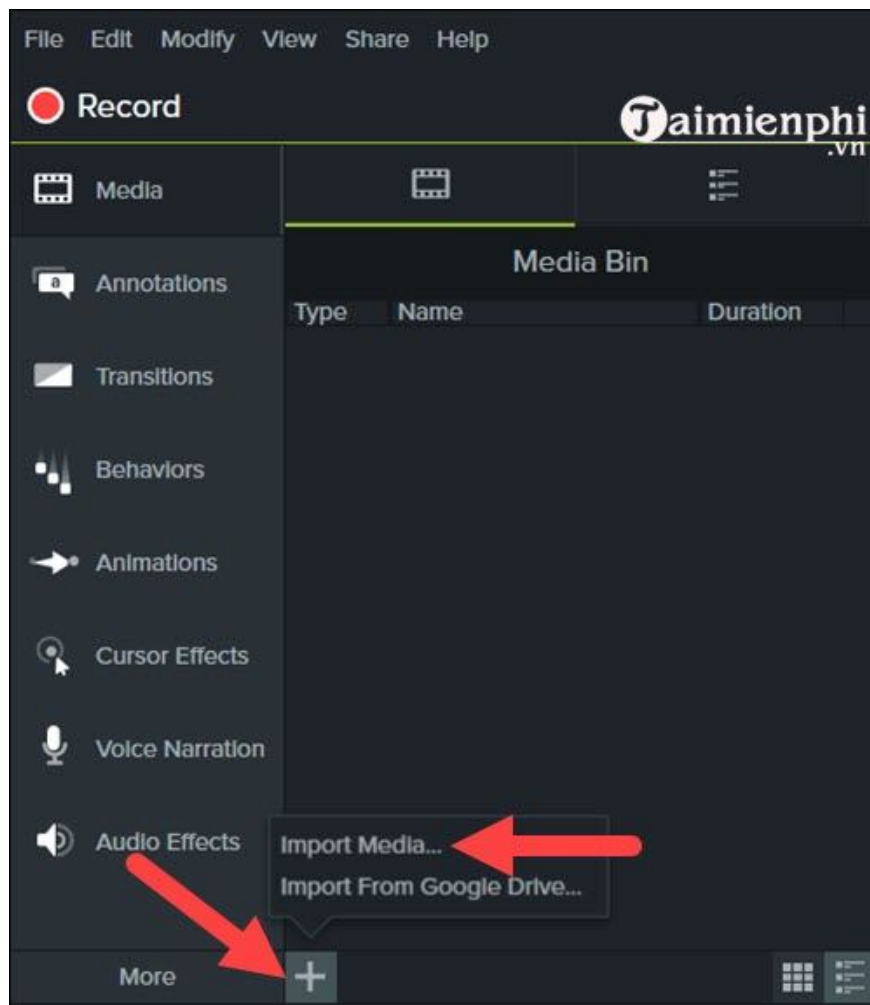 File Edit Modify View Share Help
Record
Taimienphi
.vn
Media
Media Bin
Annotations
Type Name Duration
Transitions
Behaviors
Animations
Cursor Effects
Voice Narration
Audio Effects
Import Media...
Import From Google Drive...
More